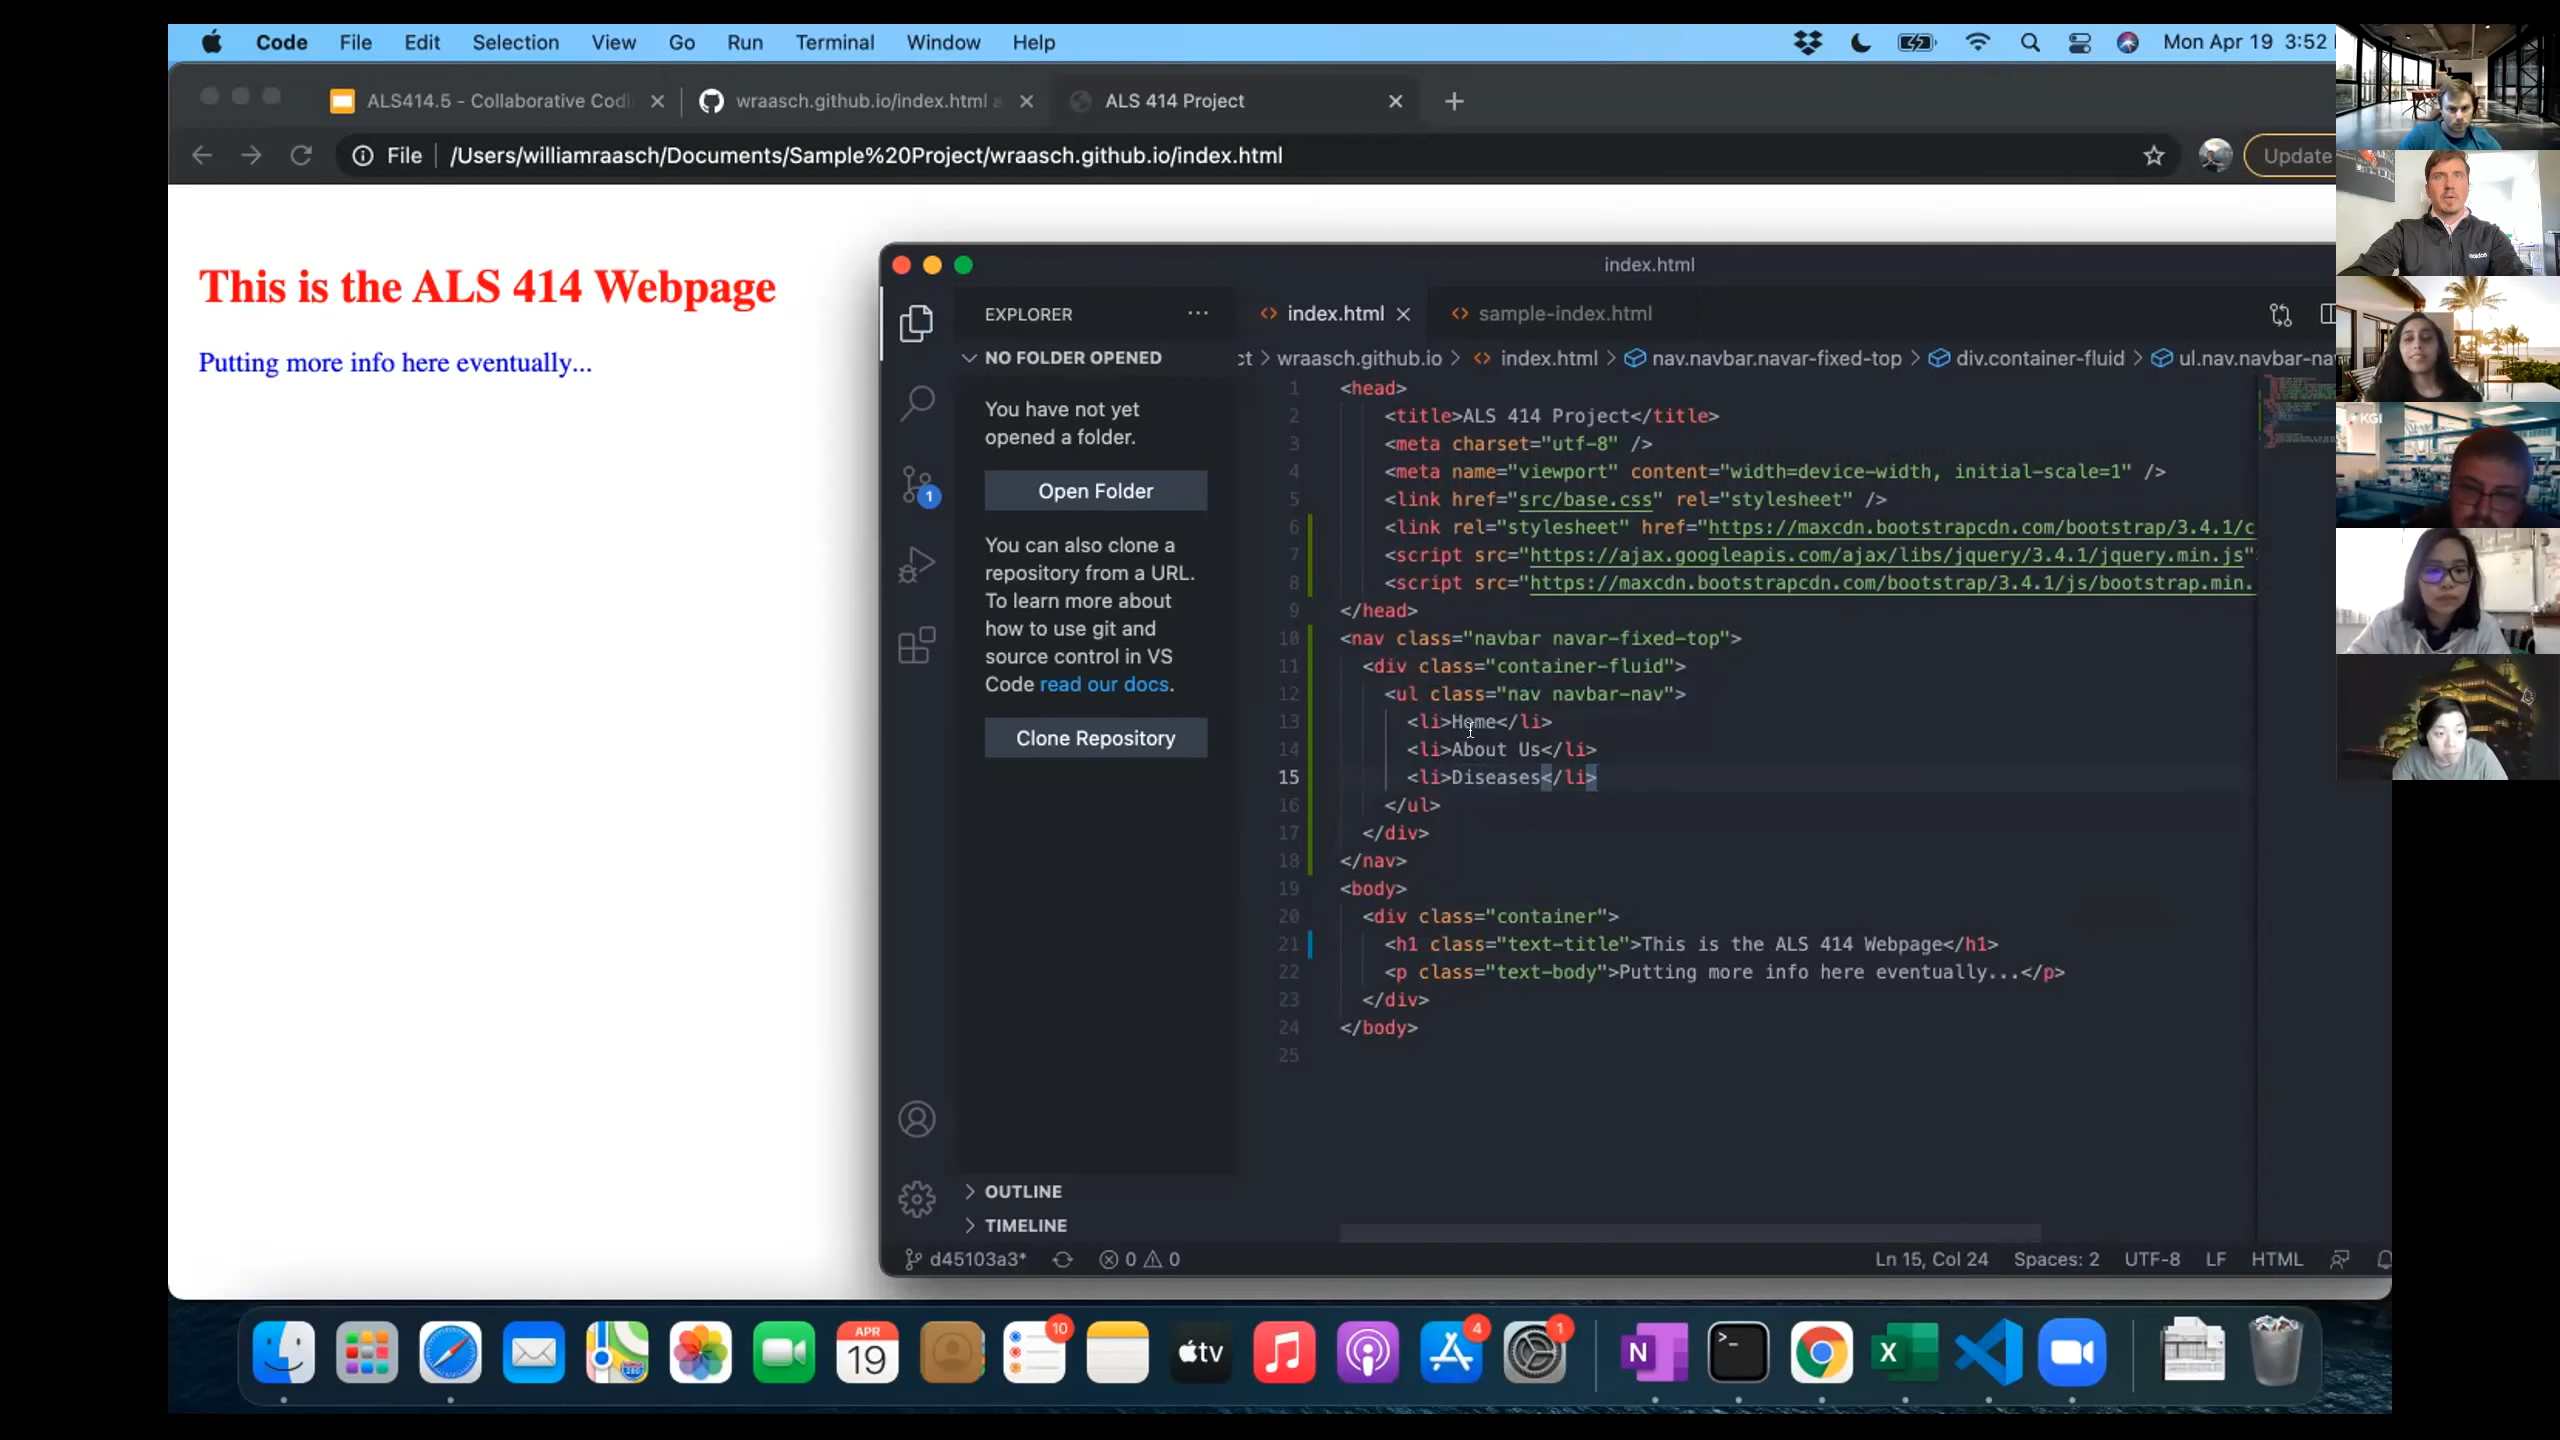 Code File Edit Selection View Go Run Terminal Window Help Mon Apr 19 3:52
ALS414.5 - Collaborative Codi
wraasch.github.io/index.html a
ALS 414 Project
File /Users/williamraasch/Documents/Sample%20Project/wraasch.github.io/index.html
Update
This is the ALS 414 Webpage
Putting more info here eventually...
index.html
EXPLORER
NO FOLDER OPENED
You have not yet
opened a folder.
Open Folder
You can also clone a
repository from a URL.
To learn more about
how to use git and
source control in VS
Code read our docs.
Clone Repository
OUTLINE
TIMELINE
1
index.html
sample-index.html
ct > wraasch.github.io > index.html > nav.navbar.navar-fixed-top > div.container-fluid > ul.nav.navbar-na
1 <head>
2 <title>ALS 414 Project</title>
3 <meta charset="utf-8" />
4 <meta name="viewport" content="width=device-width, initial-scale=1" />
5 <link href="src/base.css" rel="stylesheet" />
6 <link rel="stylesheet" href="https://maxcdn.bootstrapcdn.com/bootstrap/3.4.1/c
7 <script src="https://ajax.googleapis.com/ajax/libs/jquery/3.4.1/jquery.min.js"
8 <script src="https://maxcdn.bootstrapcdn.com/bootstrap/3.4.1/js/bootstrap.min.
9 </head>
10 <nav class="navbar navar-fixed-top">
11 <div class="container-fluid">
12 <ul class="nav navbar-nav">
13 <li>Home</li>
14 <li>About Us</li>
15 <li>Diseases</li>
16 </ul>
17 </div>
18 </nav>
19 <body>
20 <div class="container">
21 <h1 class="text-title">This is the ALS 414 Webpage</h1>
22 <p class="text-body">Putting more info here eventually...</p>
23 </div>
24 </body>
25
d45103a3* 0 0 Ln 15, Col 24 Spaces: 2 UTF-8 LF HTML
KGI
adidas
APR
19
10
tv
4
1
N
>_
X